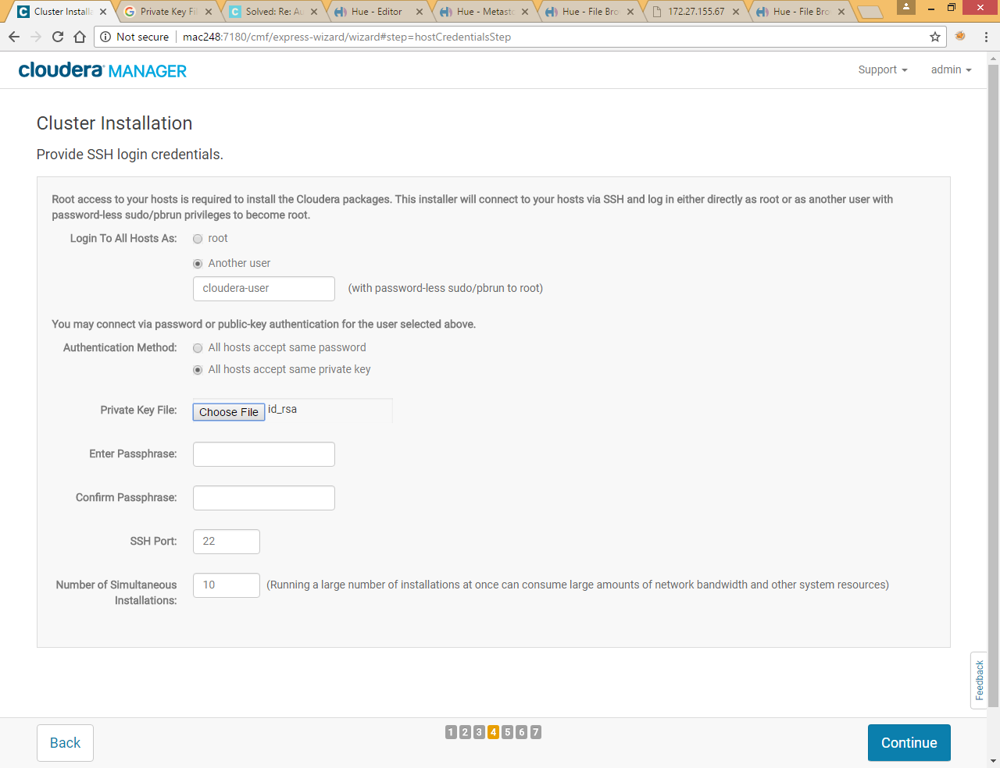 Cluster Installa
Private Key Fi
Solved: Re: Au
Hue - Editor
Hue - Metasto
Hue - File Bro
172.27.155.67
Hue - File Bro
Not secure | mac248:7180/cmf/express-wizard/wizard#step=hostCredentialsStep
cloudera MANAGER
Support
admin
Cluster Installation
Provide SSH login credentials.
Root access to your hosts is required to install the Cloudera packages. This installer will connect to your hosts via SSH and log in either directly as root or as another user with
password-less sudo/pbrun privileges to become root.
Login To All Hosts As:
root
Another user
cloudera-user
(with password-less sudo/pbrun to root)
You may connect via password or public-key authentication for the user selected above.
Authentication Method:
All hosts accept same password
All hosts accept same private key
Private Key File:
Choose File
id_rsa
Enter Passphrase:
Confirm Passphrase:
SSH Port:
22
Number of Simultaneous
Installations:
10
(Running a large number of installations at once can consume large amounts of network bandwidth and other system resources)
Feedback
Back
1 2 3 4 5 6 7
Continue